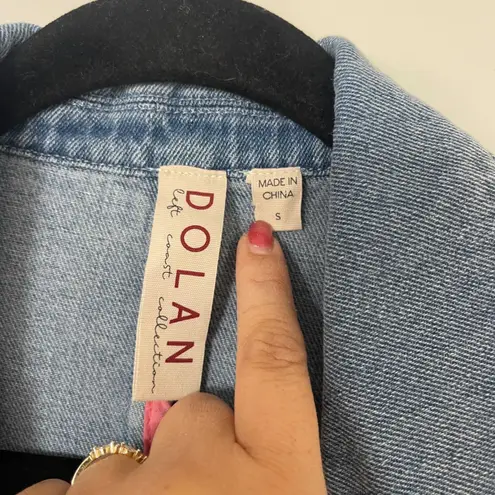 DOLAN
left coast collection
MADE IN
CHINA
S